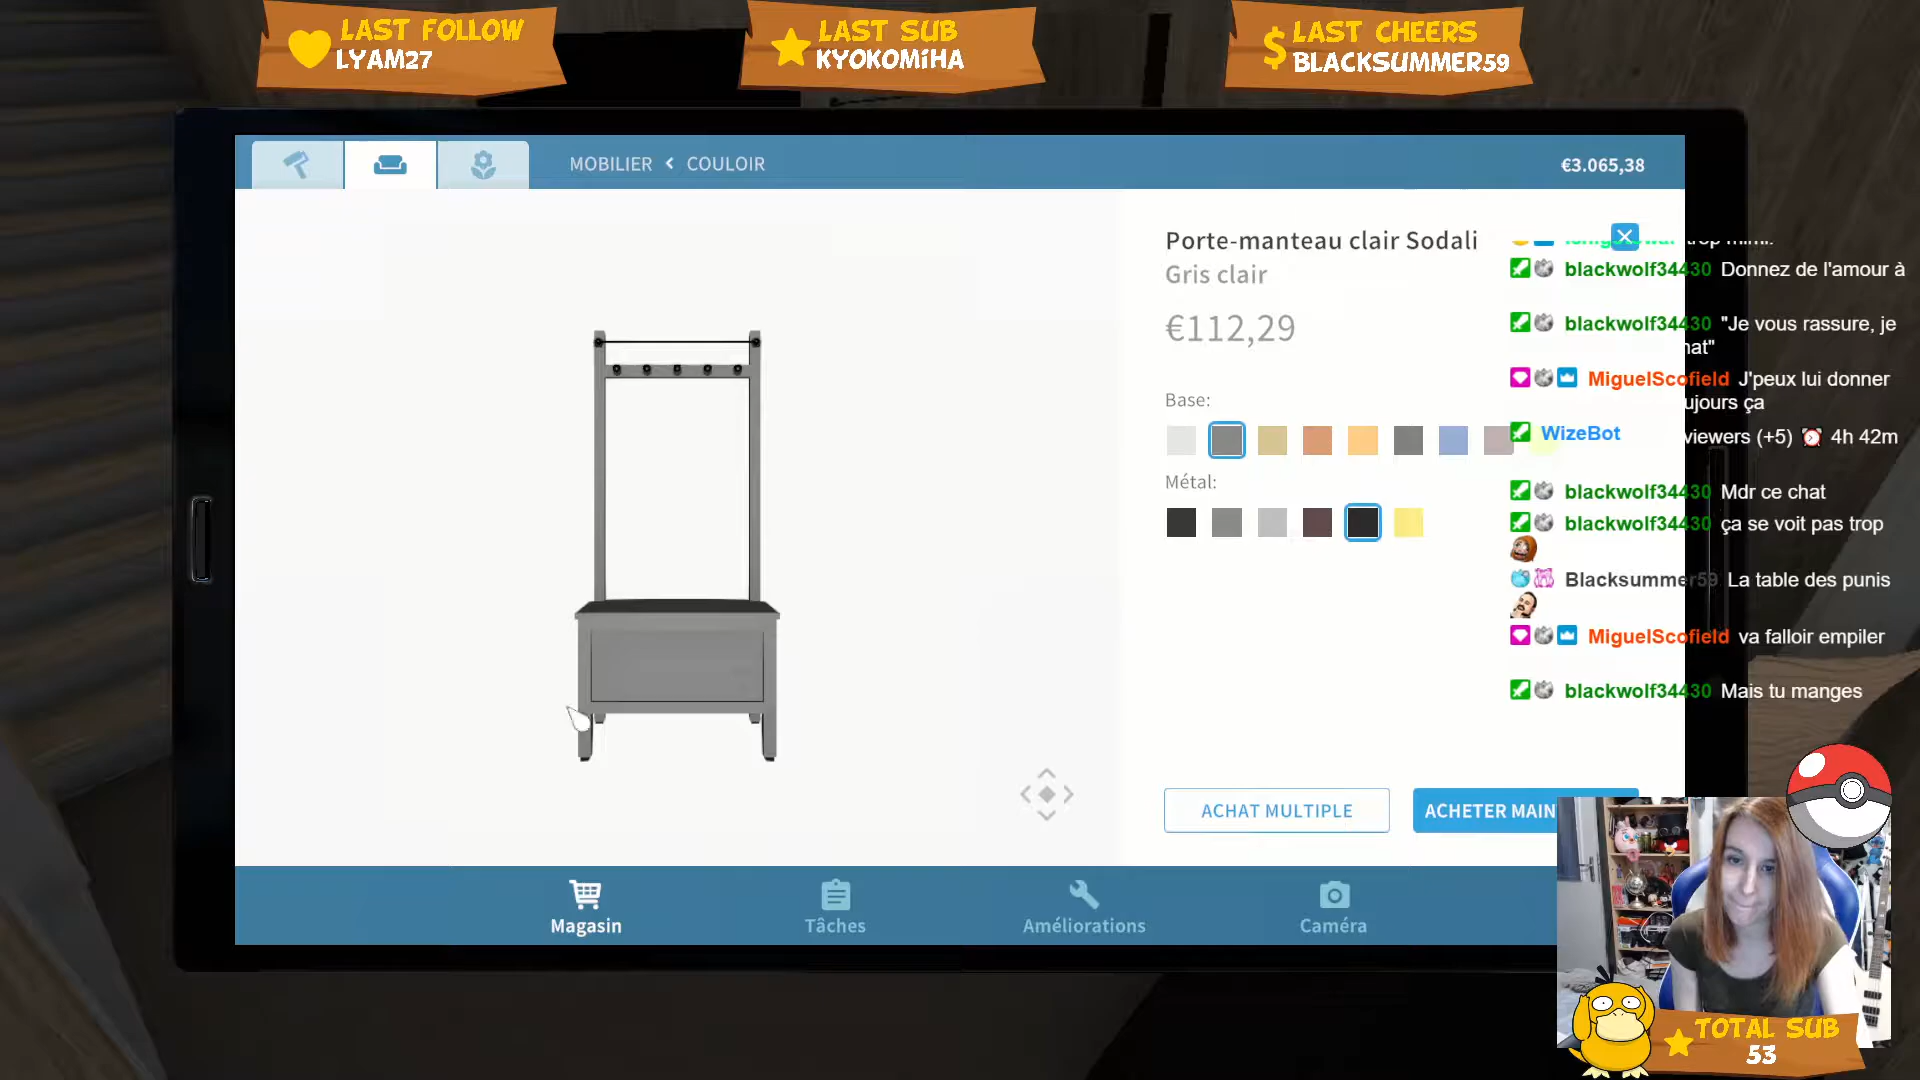 LAST FOLLOW
LYAM27
LAST SUB
KYOKOMIHA
LAST CHEERS
BLACKSUMMER59
MOBILIER < COULOIR
€3.065,38
Porte-manteau clair Sodali
Gris clair
€112,29
Base:
Métal:
ACHAT MULTIPLE
ACHETER MAIN
Magasin
Tâches
Améliorations
Caméra
trop mimi.
blackwolf34430 Donnez de l'amour à
blackwolf34430 "Je vous rassure, je
hat"
MiguelScofield J'peux lui donner
ujours ça
WizeBot viewers (+5) 4h 42m
blackwolf34430 Mdr ce chat
blackwolf34430 ça se voit pas trop
Blacksummer59 La table des punis
MiguelScofield va falloir empiler
blackwolf34430 Mais tu manges
TOTAL SUB
53